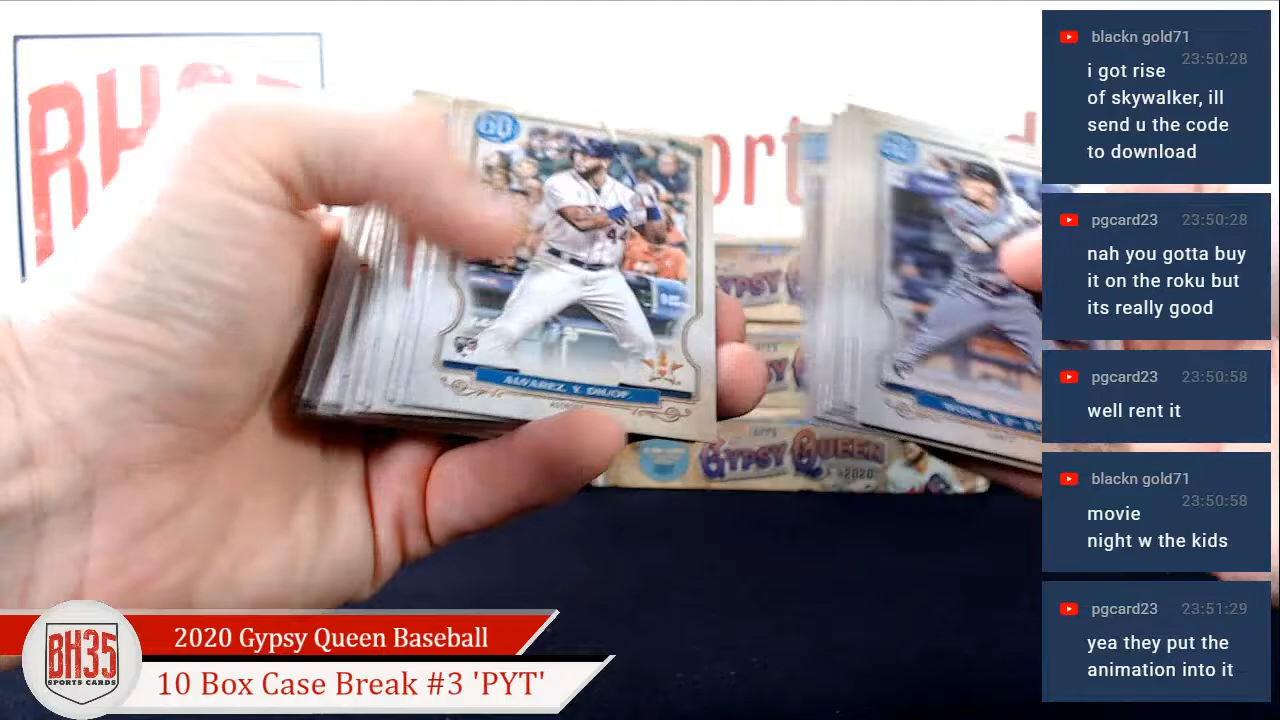 GQ
ALVAREZ, Y. DH/OF.
GYPSY QUEEN
2020
blackn gold71
23:50:28
i got rise
of skywalker, ill
send u the code
to download
pgcard23 23:50:28
nah you gotta buy
it on the roku but
its really good
pgcard23 23:50:58
well rent it
blackn gold71
23:50:58
movie
night w the kids
pgcard23 23:51:29
yea they put the
animation into it
BH35
SPORTS CARDS
2020 Gypsy Queen Baseball
10 Box Case Break #3 'PYT'